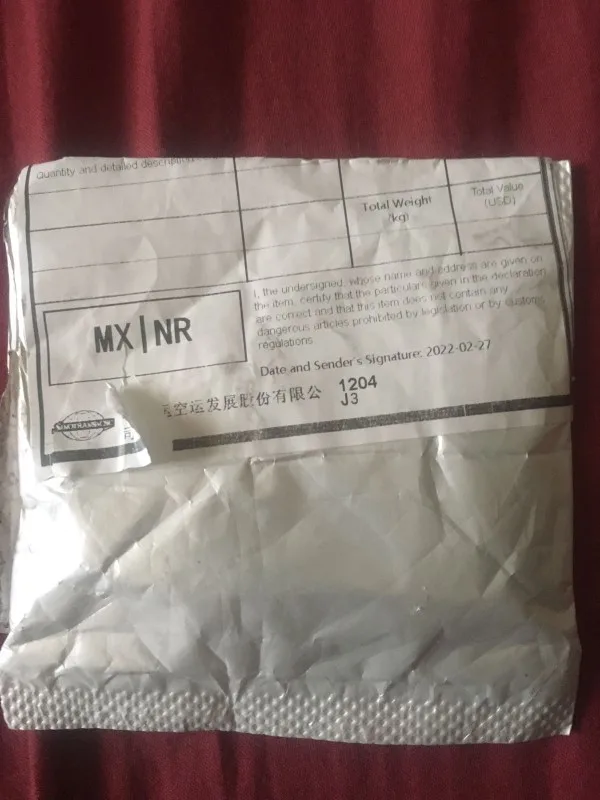 Quantity and detailed description
Total Weight
(kg)
Total Value
(USD)
I, the undersigned, whose name and address are given on
the item, certify that the particulars given in the declaration
are correct and that this item does not contain any
dangerous articles prohibited by legislation or by customs
regulations
MX|NR
Date and Sender's Signature: 2022-02-27
空运发展股份有限公
司
1204
J3
SINOTRANS